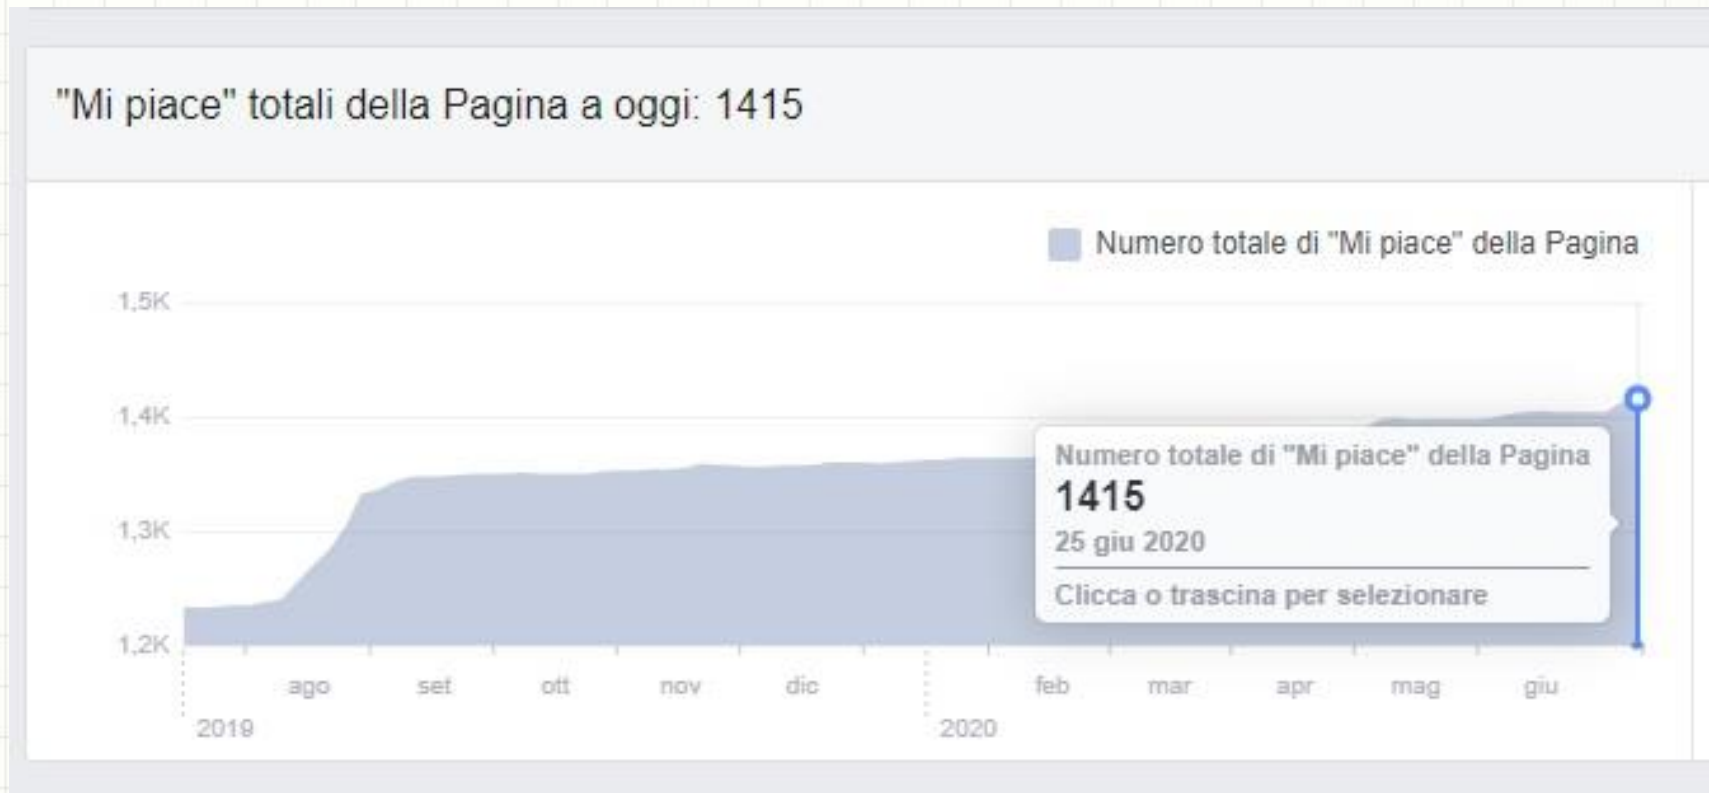 "Mi piace" totali della Pagina a oggi: 1415
Numero totale di "Mi piace" della Pagina
1,5K
1,4K
1,3K
1,2K
Numero totale di "Mi piace" della Pagina
1415
25 giu 2020
Clicca o trascina per selezionare
ago set ott nov dic feb mar apr mag giu
2019 2020